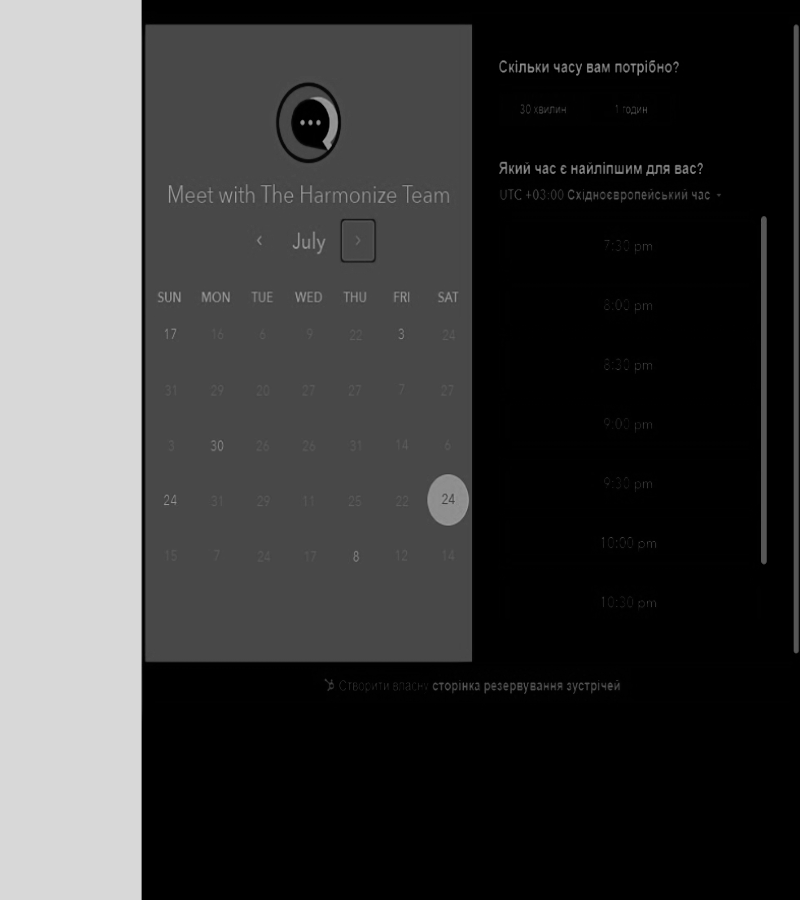 Meet with The Harmonize Team
July
SUN MON TUE WED THU FRI SAT
17 16 6 9 22 3 24
31 29 20 27 27 7 27
3 30 26 26 31 14 6
24 31 29 11 25 22 24
15 7 24 17 8 12 14
Скільки часу вам потрібно?
30 хвилин 1 годин
Який час є найліпшим для вас?
UTC +03:00 Східноєвропейський час
7:30 pm
8:00 pm
8:30 pm
9:00 pm
9:30 pm
10:00 pm
10:30 pm
Створити власну сторінка резервування зустрічей